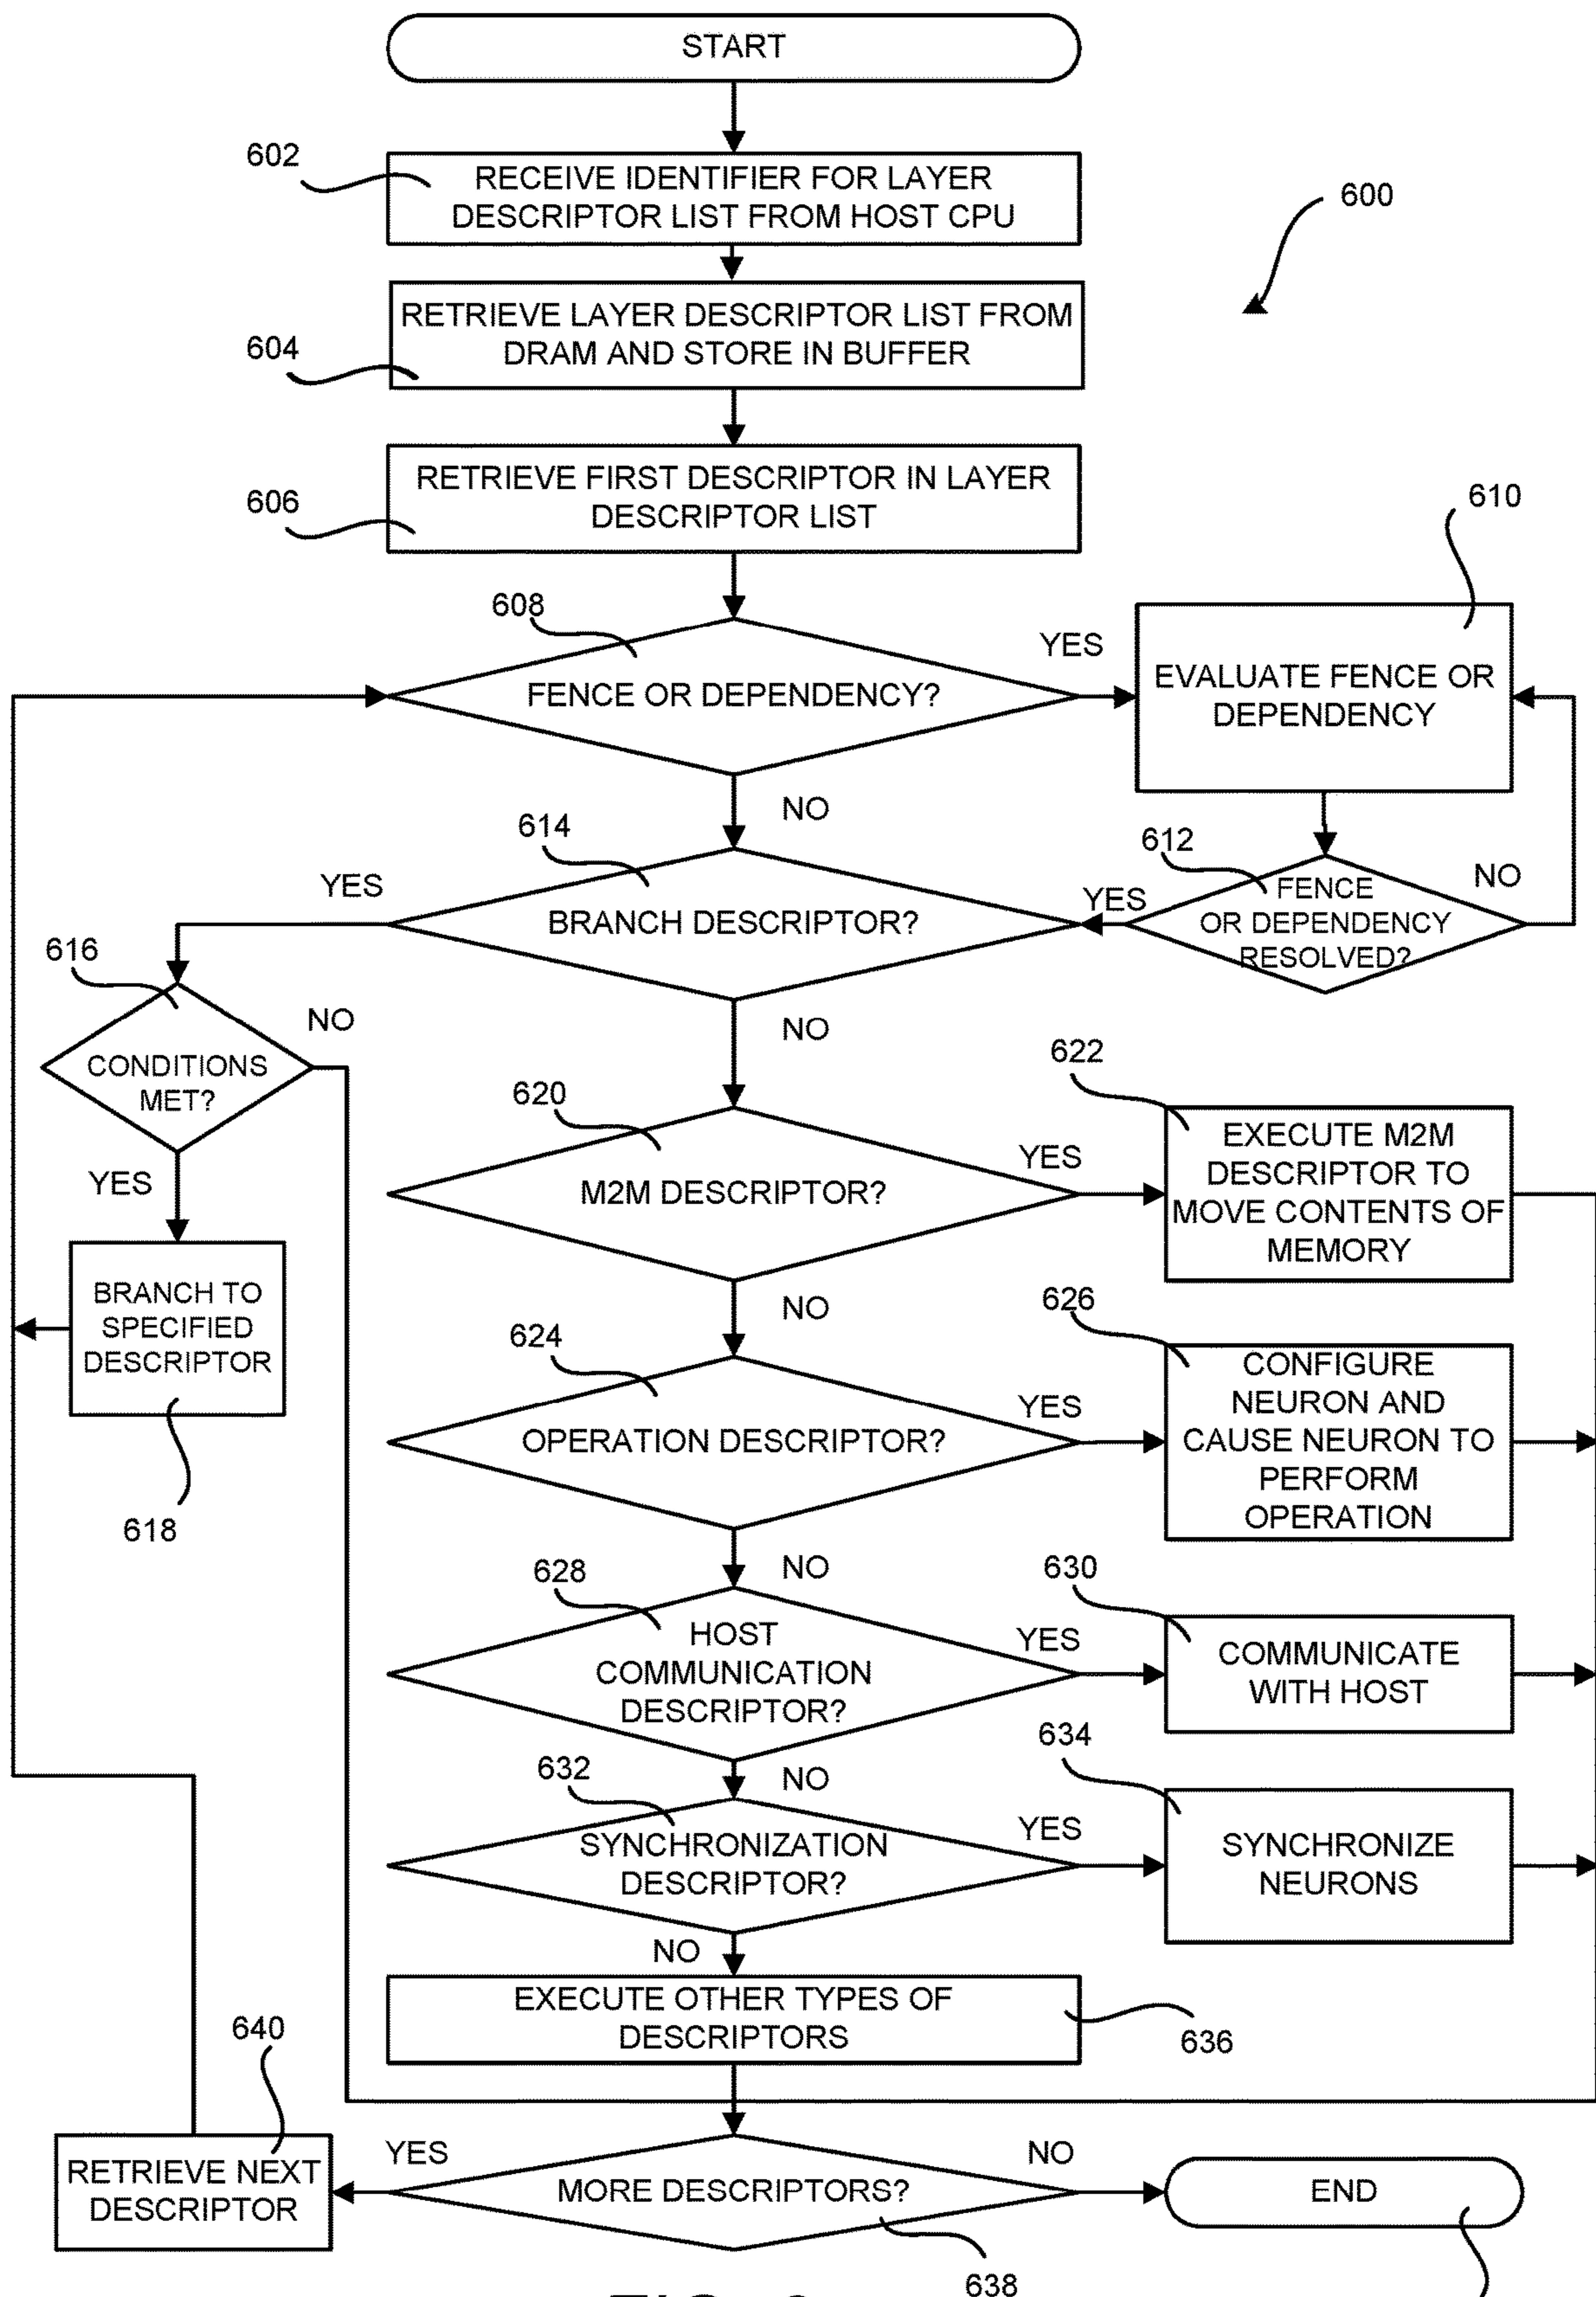 START
602
RECEIVE IDENTIFIER FOR LAYER
DESCRIPTOR LIST FROM HOST CPU
600
604
RETRIEVE LAYER DESCRIPTOR LIST FROM
DRAM AND STORE IN BUFFER
606
RETRIEVE FIRST DESCRIPTOR IN LAYER
DESCRIPTOR LIST
610
608
FENCE OR DEPENDENCY?
YES
EVALUATE FENCE OR
DEPENDENCY
NO
612
FENCE
OR DEPENDENCY
RESOLVED?
NO
YES
614
BRANCH DESCRIPTOR?
YES
616
CONDITIONS
MET?
NO
YES
BRANCH TO
SPECIFIED
DESCRIPTOR
618
NO
620
M2M DESCRIPTOR?
YES
622
EXECUTE M2M
DESCRIPTOR TO
MOVE CONTENTS OF
MEMORY
NO
624
OPERATION DESCRIPTOR?
YES
626
CONFIGURE
NEURON AND
CAUSE NEURON TO
PERFORM
OPERATION
NO
628
HOST
COMMUNICATION
DESCRIPTOR?
YES
630
COMMUNICATE
WITH HOST
NO
632
SYNCHRONIZATION
DESCRIPTOR?
YES
634
SYNCHRONIZE
NEURONS
NO
EXECUTE OTHER TYPES OF
DESCRIPTORS
636
640
RETRIEVE NEXT
DESCRIPTOR
YES
MORE DESCRIPTORS?
NO
END
638